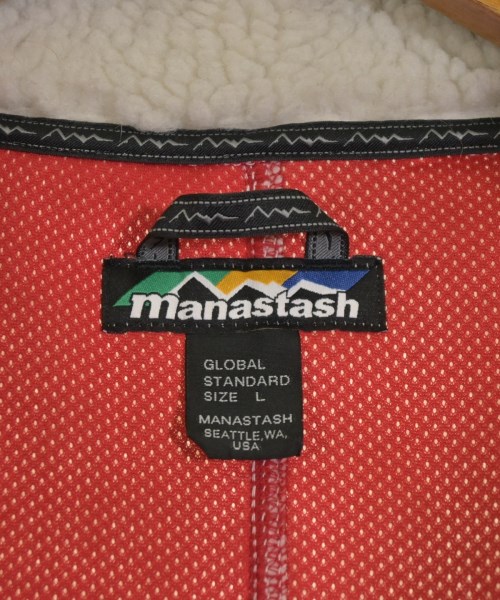 manastash
GLOBAL
STANDARD
SIZE L
MANASTASH
SEATTLE, WA,
USA